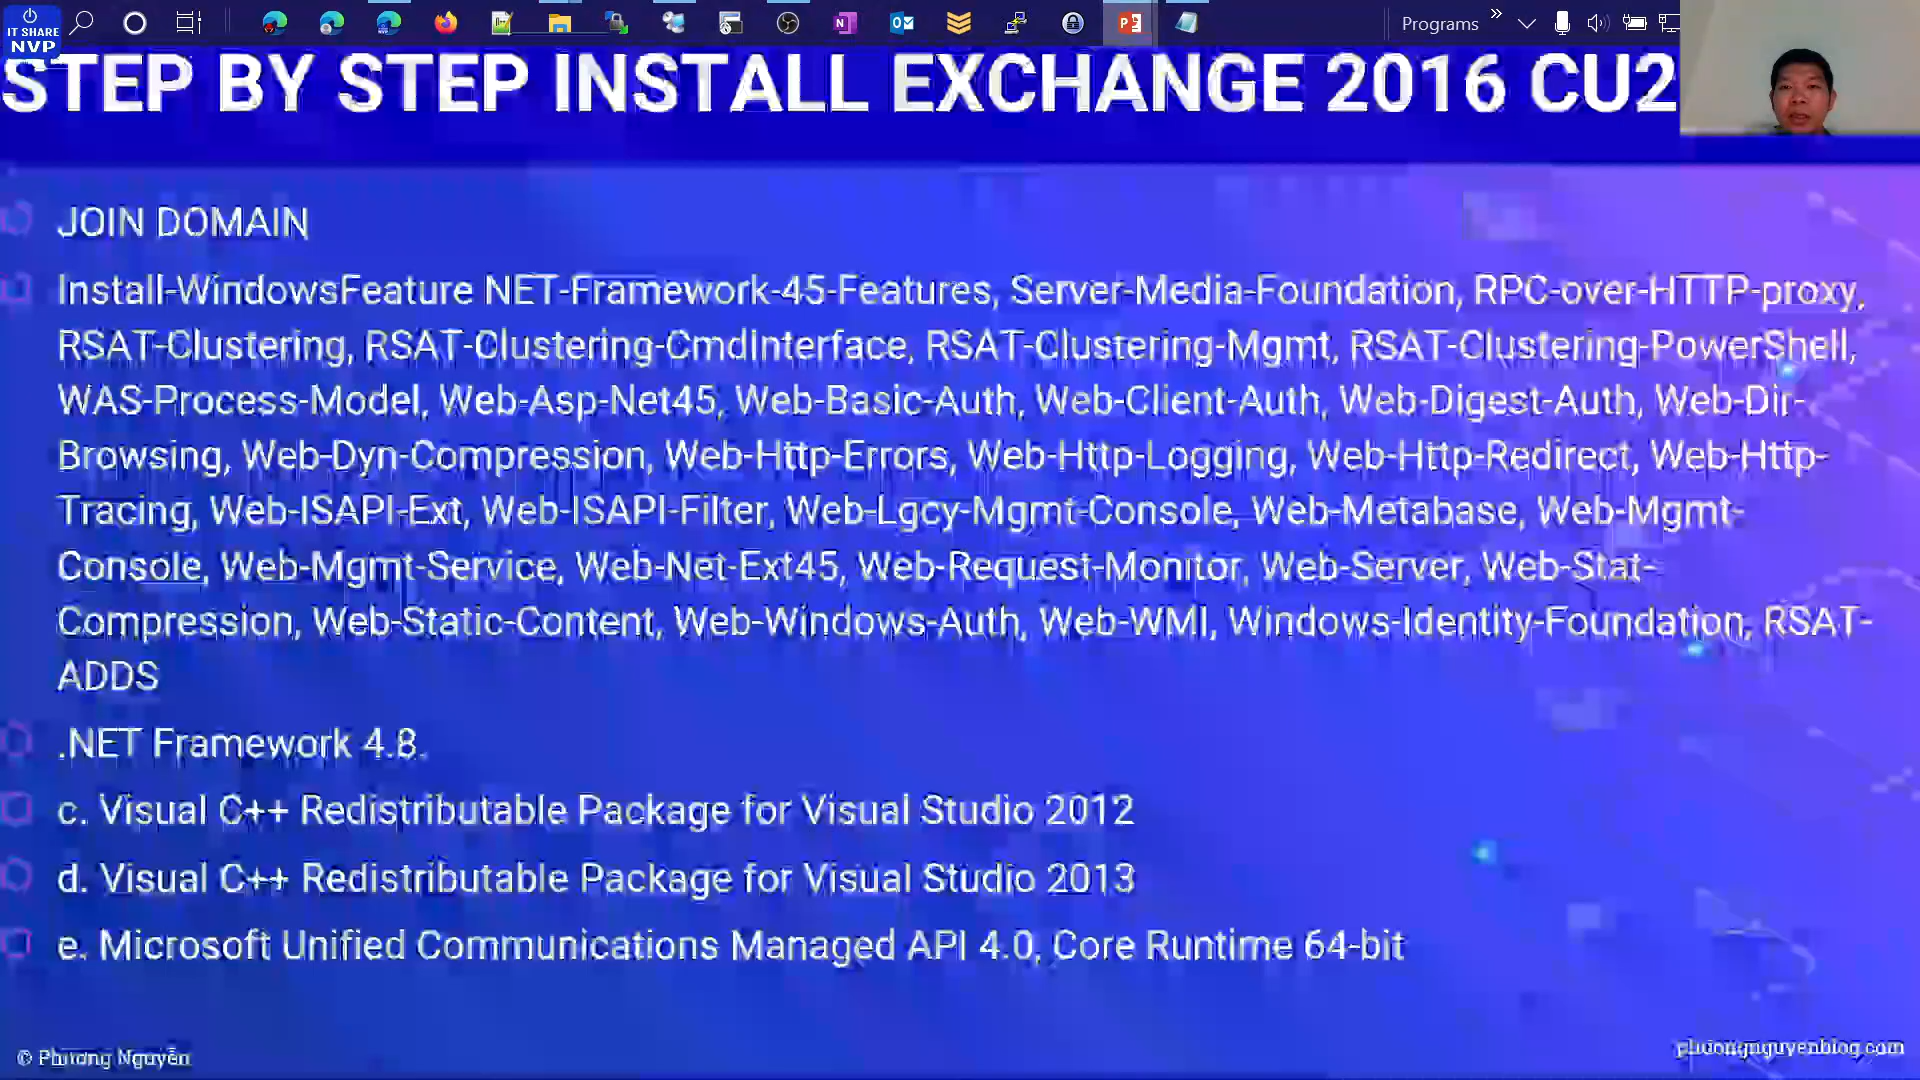 IT SHARE
NVP
Programs
STEP BY STEP INSTALL EXCHANGE 2016 CU2
JOIN DOMAIN
Install-WindowsFeature NET-Framework-45-Features, Server-Media-Foundation, RPC-over-HTTP-proxy,
RSAT-Clustering, RSAT-Clustering-CmdInterface, RSAT-Clustering-Mgmt, RSAT-Clustering-PowerShell,
WAS-Process-Model, Web-Asp-Net45, Web-Basic-Auth, Web-Client-Auth, Web-Digest-Auth, Web-Dir-
Browsing, Web-Dyn-Compression, Web-Http-Errors, Web-Http-Logging, Web-Http-Redirect, Web-Http-
Tracing, Web-ISAPI-Ext, Web-ISAPI-Filter, Web-Lgcy-Mgmt-Console, Web-Metabase, Web-Mgmt-
Console, Web-Mgmt-Service, Web-Net-Ext45, Web-Request-Monitor, Web-Server, Web-Stat-
Compression, Web-Static-Content, Web-Windows-Auth, Web-WMI, Windows-Identity-Foundation, RSAT-
ADDS
.NET Framework 4.8.
c. Visual C++ Redistributable Package for Visual Studio 2012
d. Visual C++ Redistributable Package for Visual Studio 2013
e. Microsoft Unified Communications Managed API 4.0, Core Runtime 64-bit
© Phương Nguyễn
phuongnguyenblog.com